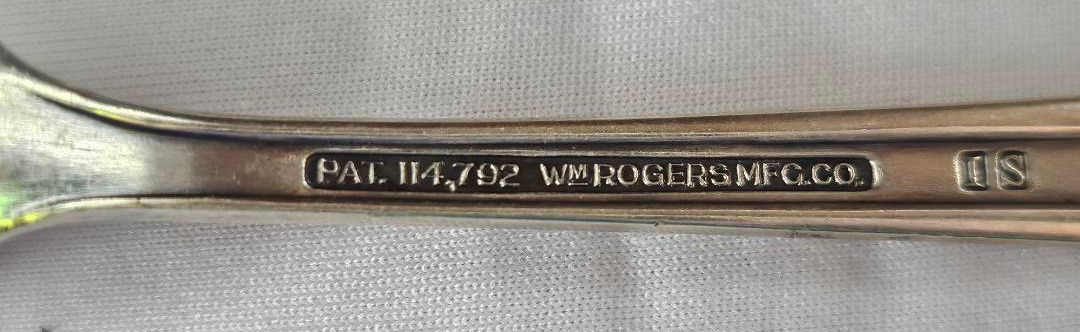 PAT. 114,792 WM ROGERS MFG. CO. IS